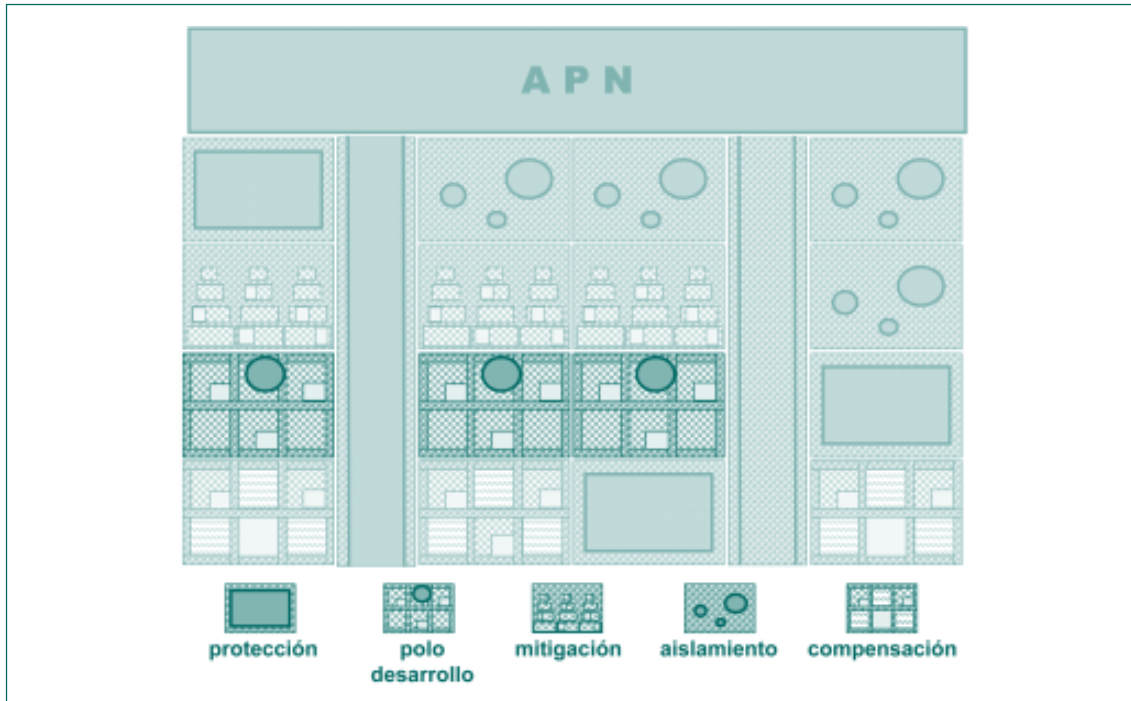 APN
protección
polo
desarrollo
mitigación
aislamiento
compensación